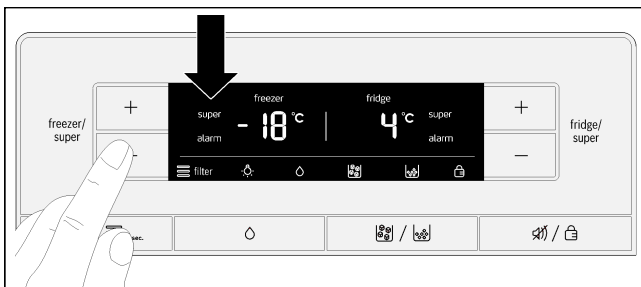 freezer/
super
+
super
alarm
freezer
- 18 °C
fridge
4 °C
super
alarm
filter
+
—
fridge/
super
sec.
/
/